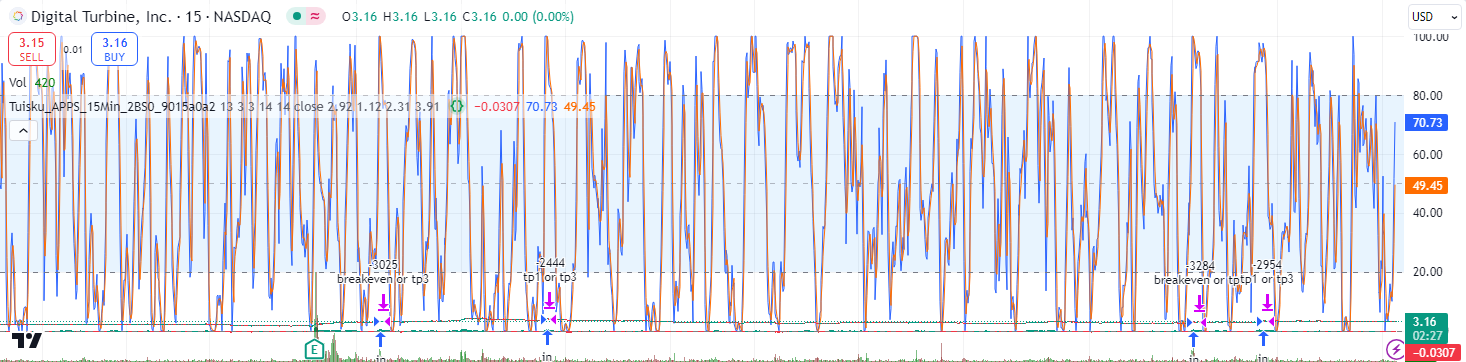 Digital Turbine, Inc. · 15 · NASDAQ ≈ O3.16 H3.16 L3.16 C3.16 0.00 (0.00%) USD
100.00
3.15 SELL 0.01 3.16 BUY
Vol 420
Tuisku_APPS_15Min_2BS0_9015a0a2 13 3 3 14 14 close 2.92 1.12 2.31 3.91 −0.0307 70.73 49.45
80.00
70.73
60.00
49.45
40.00
20.00
-3025
breakeven or tp3
-2444
tp1 or tp3
-3284
breakeven or tp
-2954
tp1 or tp3
3.16
02:27
−0.0307
E
in
in
in
in